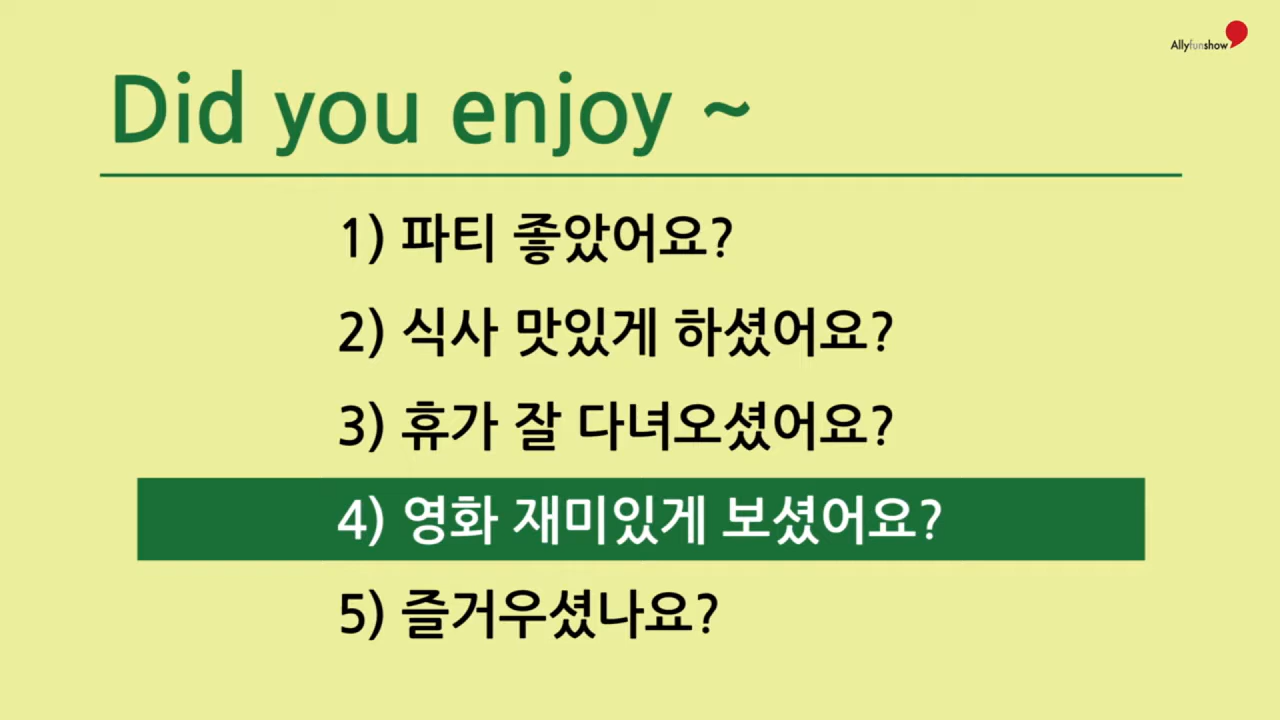 Allyfunshow
Did you enjoy ~
1) 파티 좋았어요?
2) 식사 맛있게 하셨어요?
3) 휴가 잘 다녀오셨어요?
4) 영화 재미있게 보셨어요?
5) 즐거우셨나요?